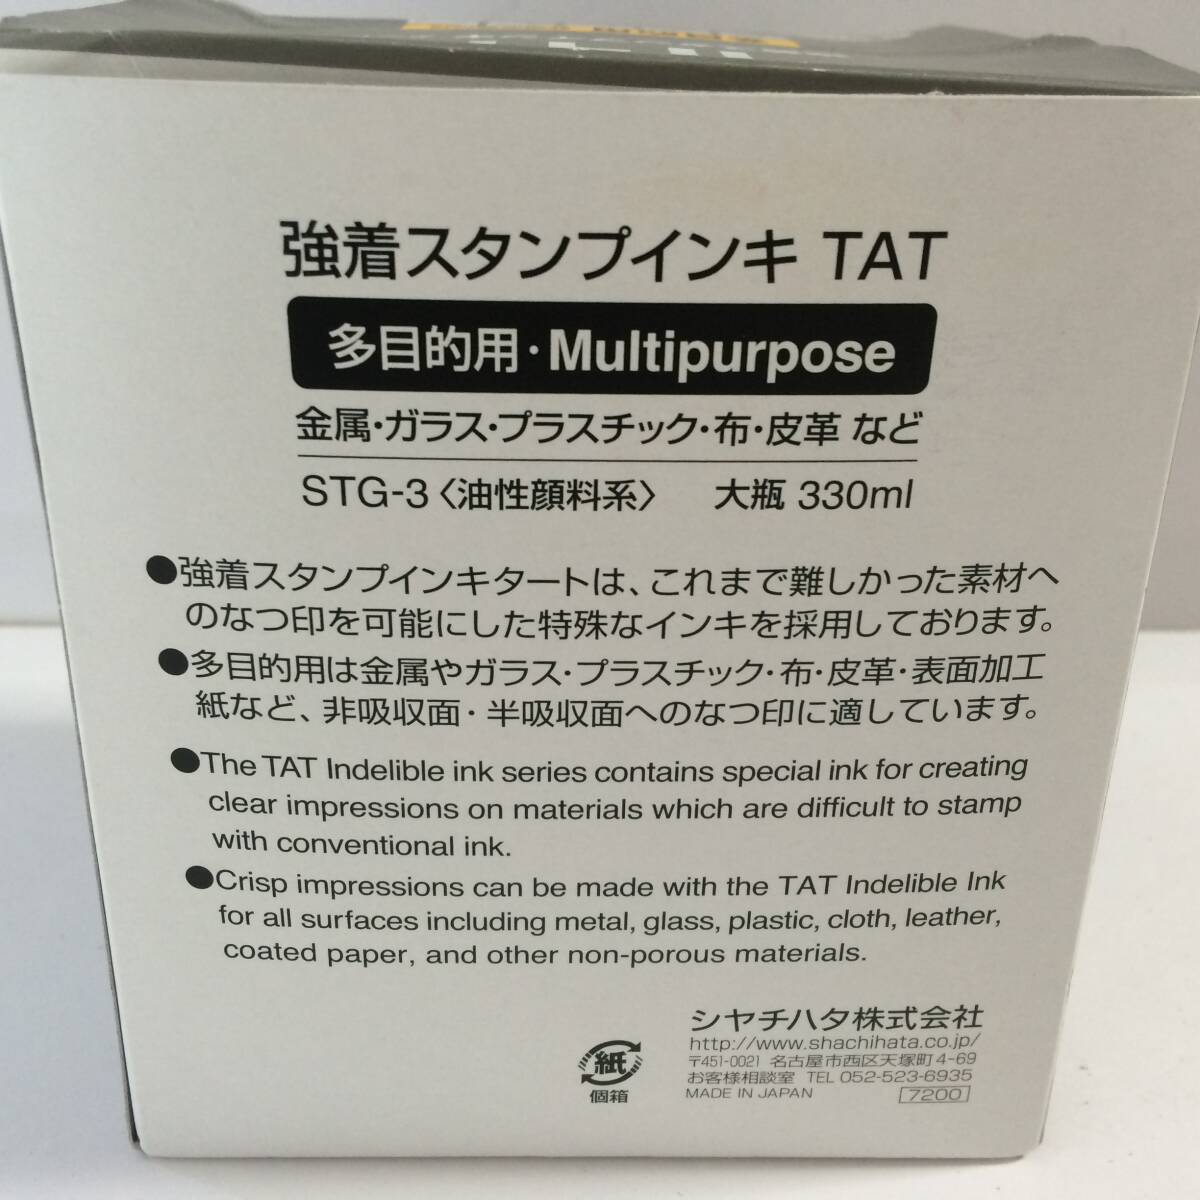 強着スタンプインキ TAT
多目的用・Multipurpose
金属・ガラス・プラスチック・布・皮革 など
STG-3〈油性顔料系〉 大瓶 330ml
●強着スタンプインキタートは、これまで難しかった素材へ
のなつ印を可能にした特殊なインキを採用しております。
●多目的用は金属やガラス・プラスチック・布・皮革・表面加工
紙など、非吸収面・半吸収面へのなつ印に適しています。
●The TAT Indelible ink series contains special ink for creating
clear impressions on materials which are difficult to stamp
with conventional ink.
●Crisp impressions can be made with the TAT Indelible Ink
for all surfaces including metal, glass, plastic, cloth, leather,
coated paper, and other non-porous materials.
シヤチハタ株式会社
http://www.shachihata.co.jp/
〒451-0021 名古屋市西区天塚町4-69
お客様相談室 TEL 052-523-6935
MADE IN JAPAN 7200
紙
個箱